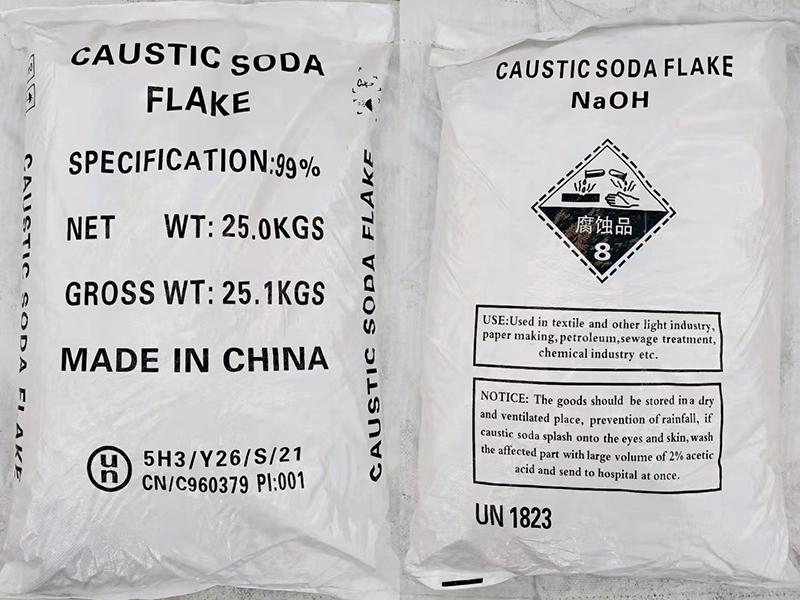 CAUSTIC SODA
FLAKE
SPECIFICATION:99%
NET WT: 25.0KGS
GROSS WT: 25.1KGS
MADE IN CHINA
un 5H3/Y26/S/21
CN/C960379 PI:001
CAUSTIC SODA FLAKE
CAUSTIC SODA FLAKE
CAUSTIC SODA FLAKE
NaOH
腐蚀品
8
USE:Used in textile and other light industry,
paper making,petroleum,sewage treatment,
chemical industry etc.
NOTICE: The goods should be stored in a dry
and ventilated place, prevention of rainfall, if
caustic soda splash onto the eyes and skin,wash
the affected part with large volume of 2% acetic
acid and send to hospital at once.
UN 1823